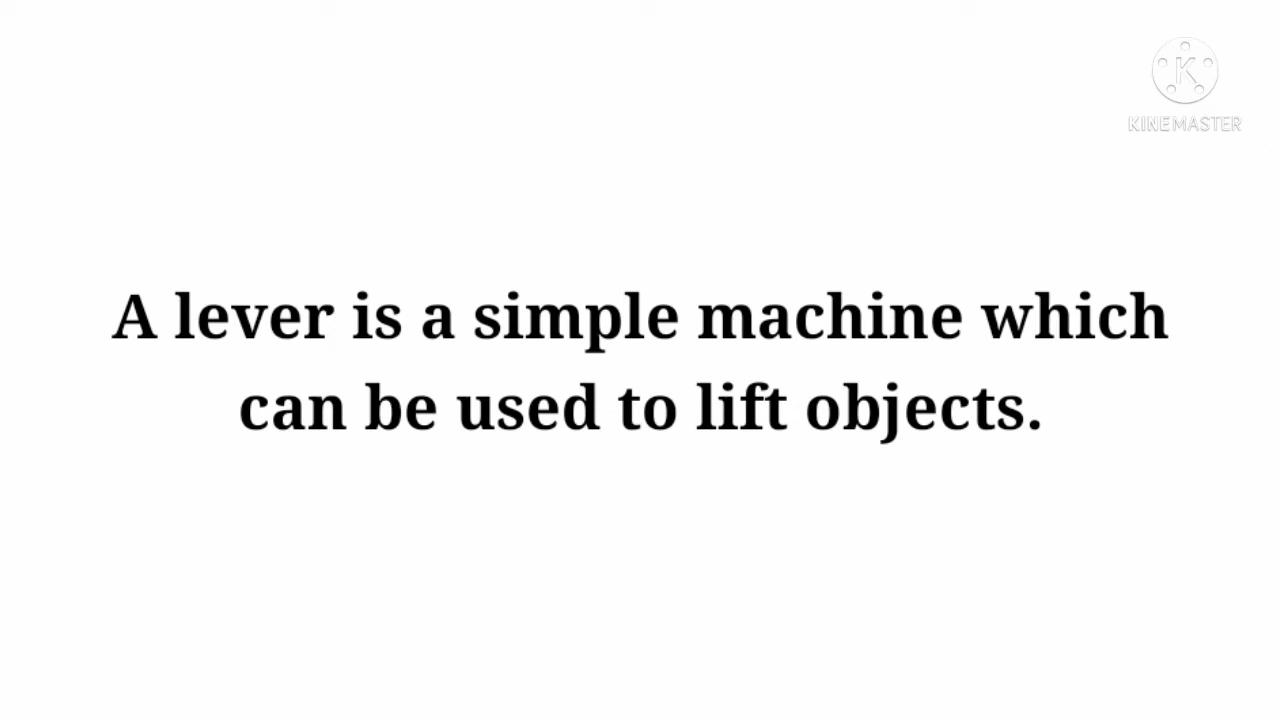 K
KINEMASTER
A lever is a simple machine which
can be used to lift objects.